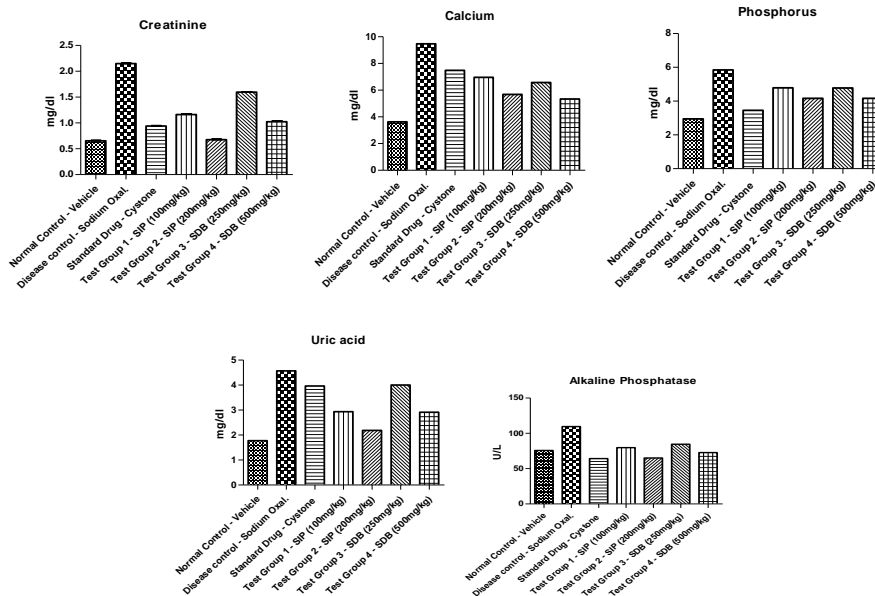 Creatinine
mg/dl
2.5
2.0
1.5
1.0
0.5
0.0
Normal Control - Vehicle
Disease control - Sodium Oxal.
Standard Drug - Cystone
Test Group 1 - SIP (100mg/kg)
Test Group 2 - SIP (200mg/kg)
Test Group 3 - SDB (250mg/kg)
Test Group 4 - SDB (500mg/kg)
Calcium
mg/dl
10
8
6
4
2
0
Normal Control - Vehicle
Disease control - Sodium Oxal.
Standard Drug - Cystone
Test Group 1 - SIP (100mg/kg)
Test Group 2 - SIP (200mg/kg)
Test Group 3 - SDB (250mg/kg)
Test Group 4 - SDB (500mg/kg)
Phosphorus
mg/dl
8
6
4
2
0
Normal Control - Vehicle
Disease control - Sodium Oxal.
Standard Drug - Cystone
Test Group 1 - SIP (100mg/kg)
Test Group 2 - SIP (200mg/kg)
Test Group 3 - SDB (250mg/kg)
Test Group 4 - SDB (500mg/kg)
Uric acid
mg/dl
5
4
3
2
1
0
Normal Control - Vehicle
Disease control - Sodium Oxal.
Standard Drug - Cystone
Test Group 1 - SIP (100mg/kg)
Test Group 2 - SIP (200mg/kg)
Test Group 3 - SDB (250mg/kg)
Test Group 4 - SDB (500mg/kg)
Alkaline Phosphatase
U/L
150
100
50
0
Normal Control - Vehicle
Disease control - Sodium Oxal.
Standard Drug - Cystone
Test Group 1 - SIP (100mg/kg)
Test Group 2 - SIP (200mg/kg)
Test Group 3 - SDB (250mg/kg)
Test Group 4 - SDB (500mg/kg)